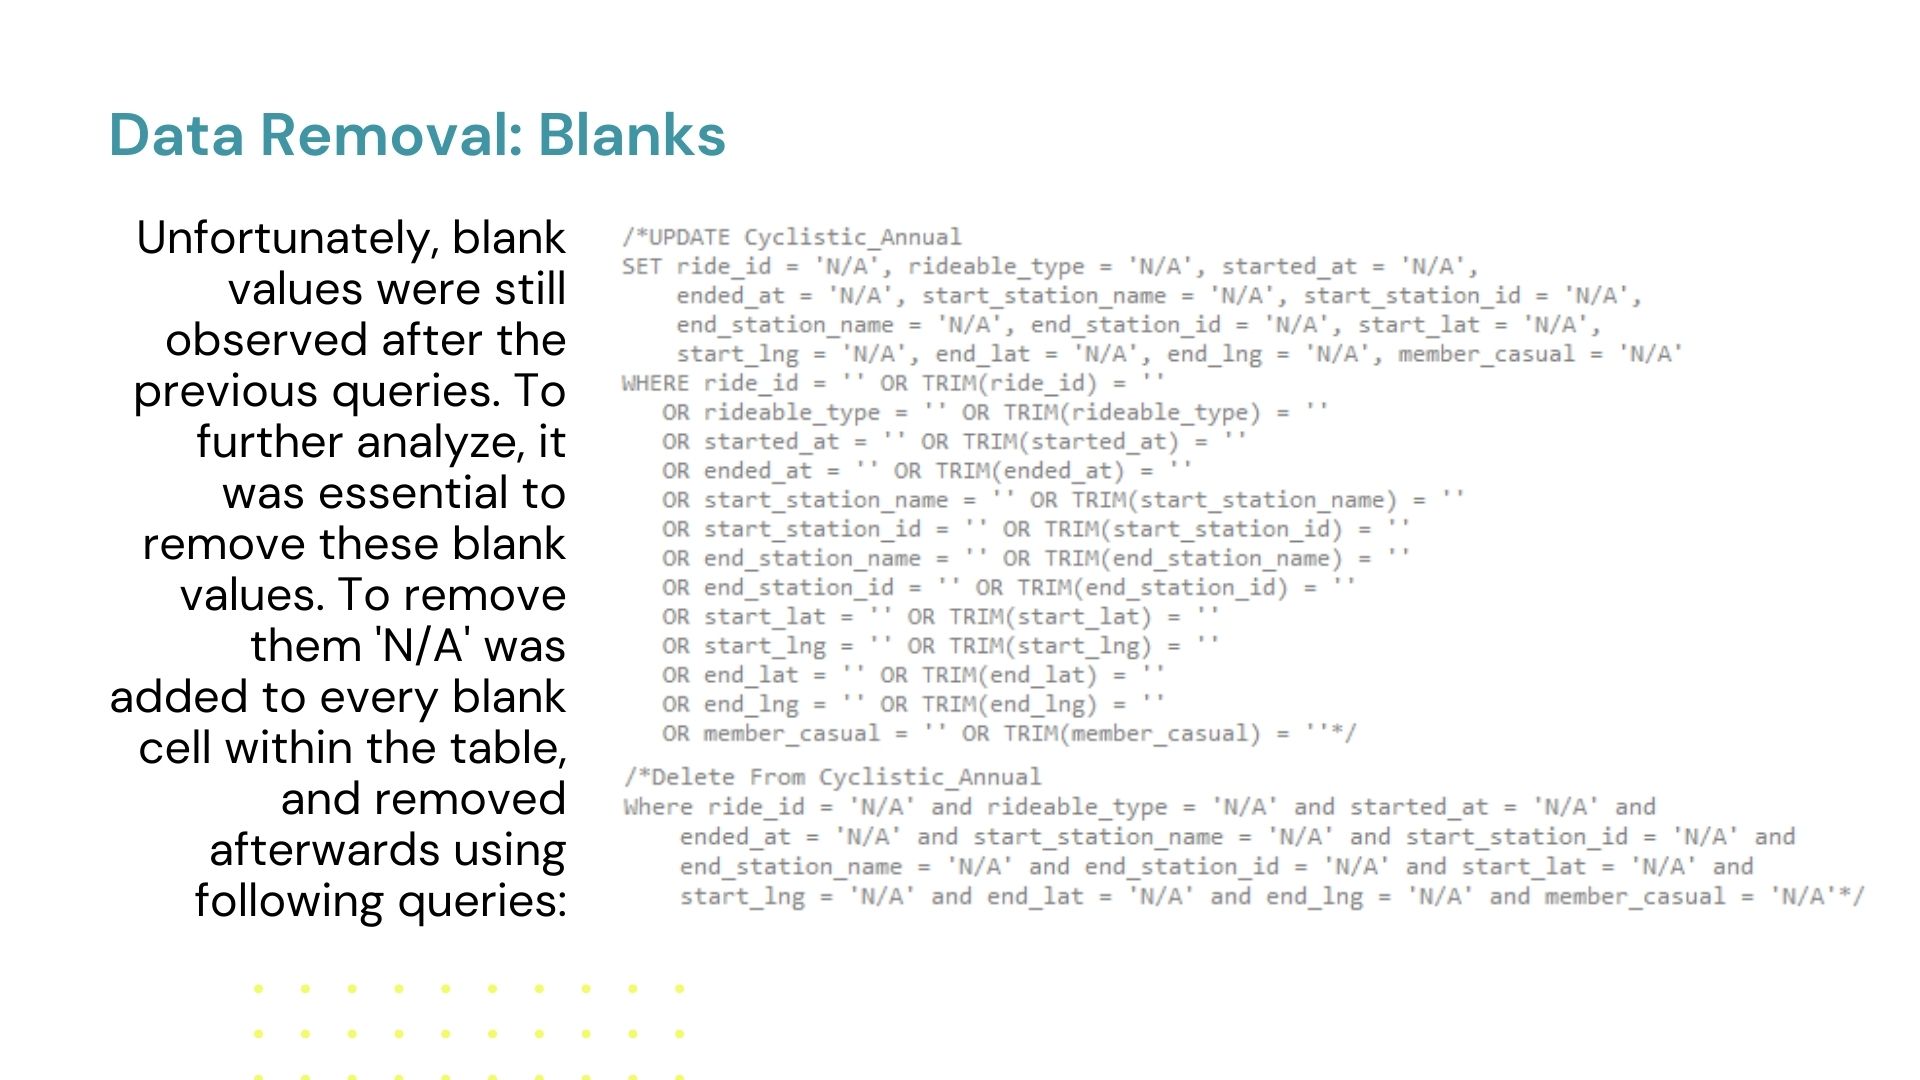 Data Removal: Blanks
Unfortunately, blank
values were still
observed after the
previous queries. To
further analyze, it
was essential to
remove these blank
values. To remove
them 'N/A' was
added to every blank
cell within the table,
and removed
afterwards using
following queries:
/*UPDATE Cyclistic_Annual
SET ride_id = 'N/A', rideable_type = 'N/A', started_at = 'N/A',
    ended_at = 'N/A', start_station_name = 'N/A', start_station_id = 'N/A',
    end_station_name = 'N/A', end_station_id = 'N/A', start_lat = 'N/A',
    start_lng = 'N/A', end_lat = 'N/A', end_lng = 'N/A', member_casual = 'N/A'
WHERE ride_id = '' OR TRIM(ride_id) = ''
   OR rideable_type = '' OR TRIM(rideable_type) = ''
   OR started_at = '' OR TRIM(started_at) = ''
   OR ended_at = '' OR TRIM(ended_at) = ''
   OR start_station_name = '' OR TRIM(start_station_name) = ''
   OR start_station_id = '' OR TRIM(start_station_id) = ''
   OR end_station_name = '' OR TRIM(end_station_name) = ''
   OR end_station_id = '' OR TRIM(end_station_id) = ''
   OR start_lat = '' OR TRIM(start_lat) = ''
   OR start_lng = '' OR TRIM(start_lng) = ''
   OR end_lat = '' OR TRIM(end_lat) = ''
   OR end_lng = '' OR TRIM(end_lng) = ''
   OR member_casual = '' OR TRIM(member_casual) = ''*/
/*Delete From Cyclistic_Annual
Where ride_id = 'N/A' and rideable_type = 'N/A' and started_at = 'N/A' and
    ended_at = 'N/A' and start_station_name = 'N/A' and start_station_id = 'N/A' and
    end_station_name = 'N/A' and end_station_id = 'N/A' and start_lat = 'N/A' and
    start_lng = 'N/A' and end_lat = 'N/A' and end_lng = 'N/A' and member_casual = 'N/A'*/